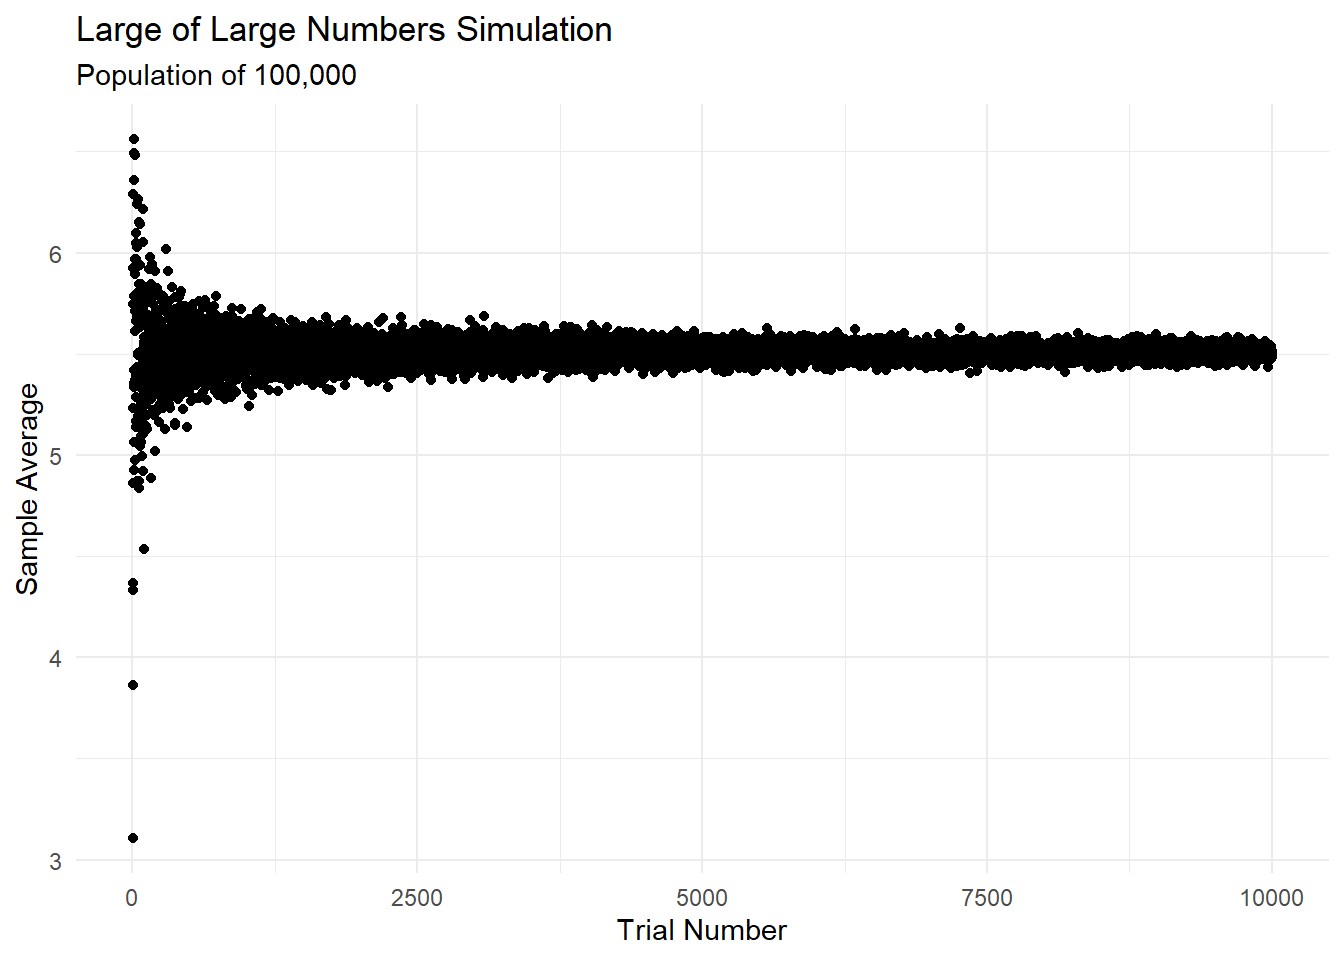 Large of Large Numbers Simulation
Population of 100,000
6
5
4
3
Sample Average
0 2500 5000 7500 10000
Trial Number